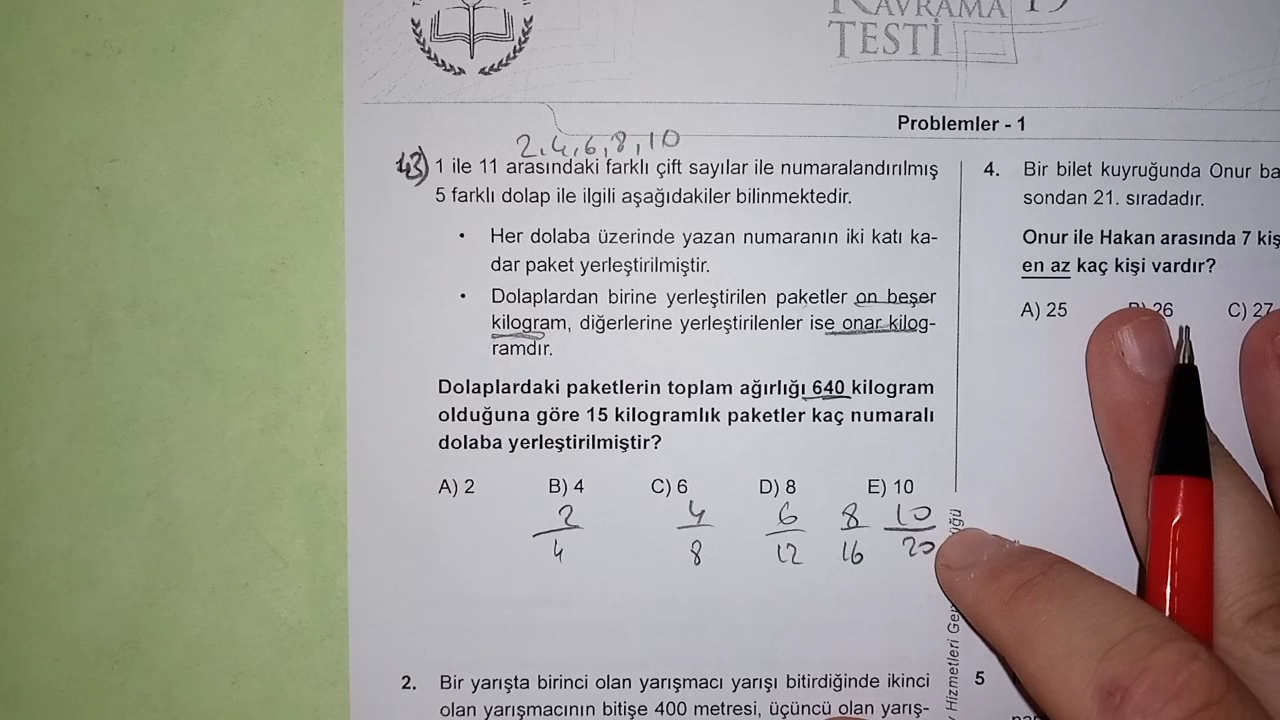 KAVRAMA
TESTİ
Problemler - 1
2,4,6,8,10
43) 1 ile 11 arasındaki farklı çift sayılar ile numaralandırılmış
5 farklı dolap ile ilgili aşağıdakiler bilinmektedir.
• Her dolaba üzerinde yazan numaranın iki katı ka-
dar paket yerleştirilmiştir.
• Dolaplardan birine yerleştirilen paketler on beşer
kilogram, diğerlerine yerleştirilenler ise onar kilog-
ramdır.
Dolaplardaki paketlerin toplam ağırlığı 640 kilogram
olduğuna göre 15 kilogramlık paketler kaç numaralı
dolaba yerleştirilmiştir?
A) 2 B) 4 C) 6 D) 8 E) 10
2 4 6 8 10
4 8 12 16 20
2. Bir yarışta birinci olan yarışmacı yarışı bitirdiğinde ikinci
olan yarışmacının bitişe 400 metresi, üçüncü olan yarış-
4. Bir bilet kuyruğunda Onur ba
sondan 21. sıradadır.
Onur ile Hakan arasında 7 kiş
en az kaç kişi vardır?
A) 25 B) 26 C) 27
Hizmetleri Gen
5